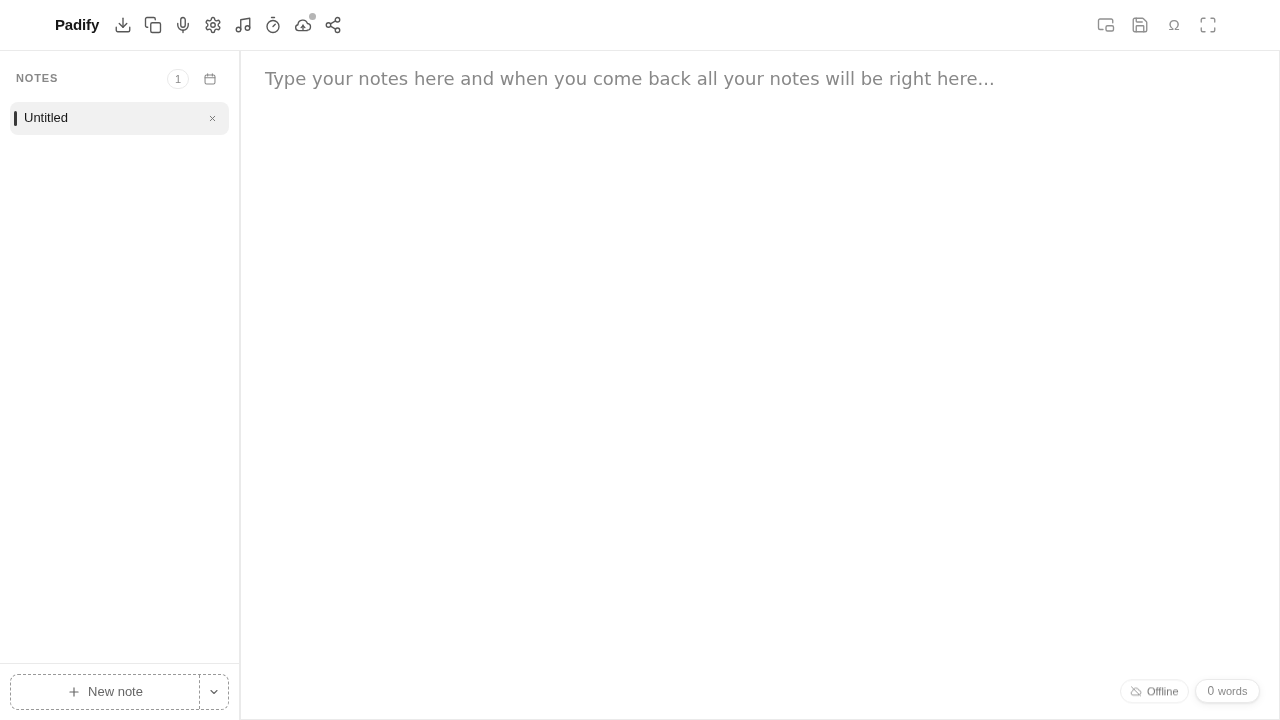 Padify
Ω
NOTES
1
Untitled
Type your notes here and when you come back all your notes will be right here...
New note
Offline
0 words